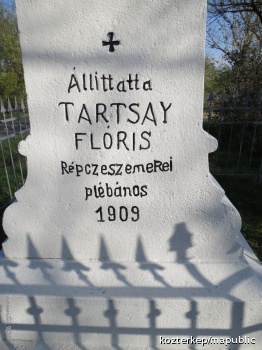 Állíttatta
TARTSAY
FLÓRIS
Répczeszemerei
plébános
1909
kozterkep/mapublic